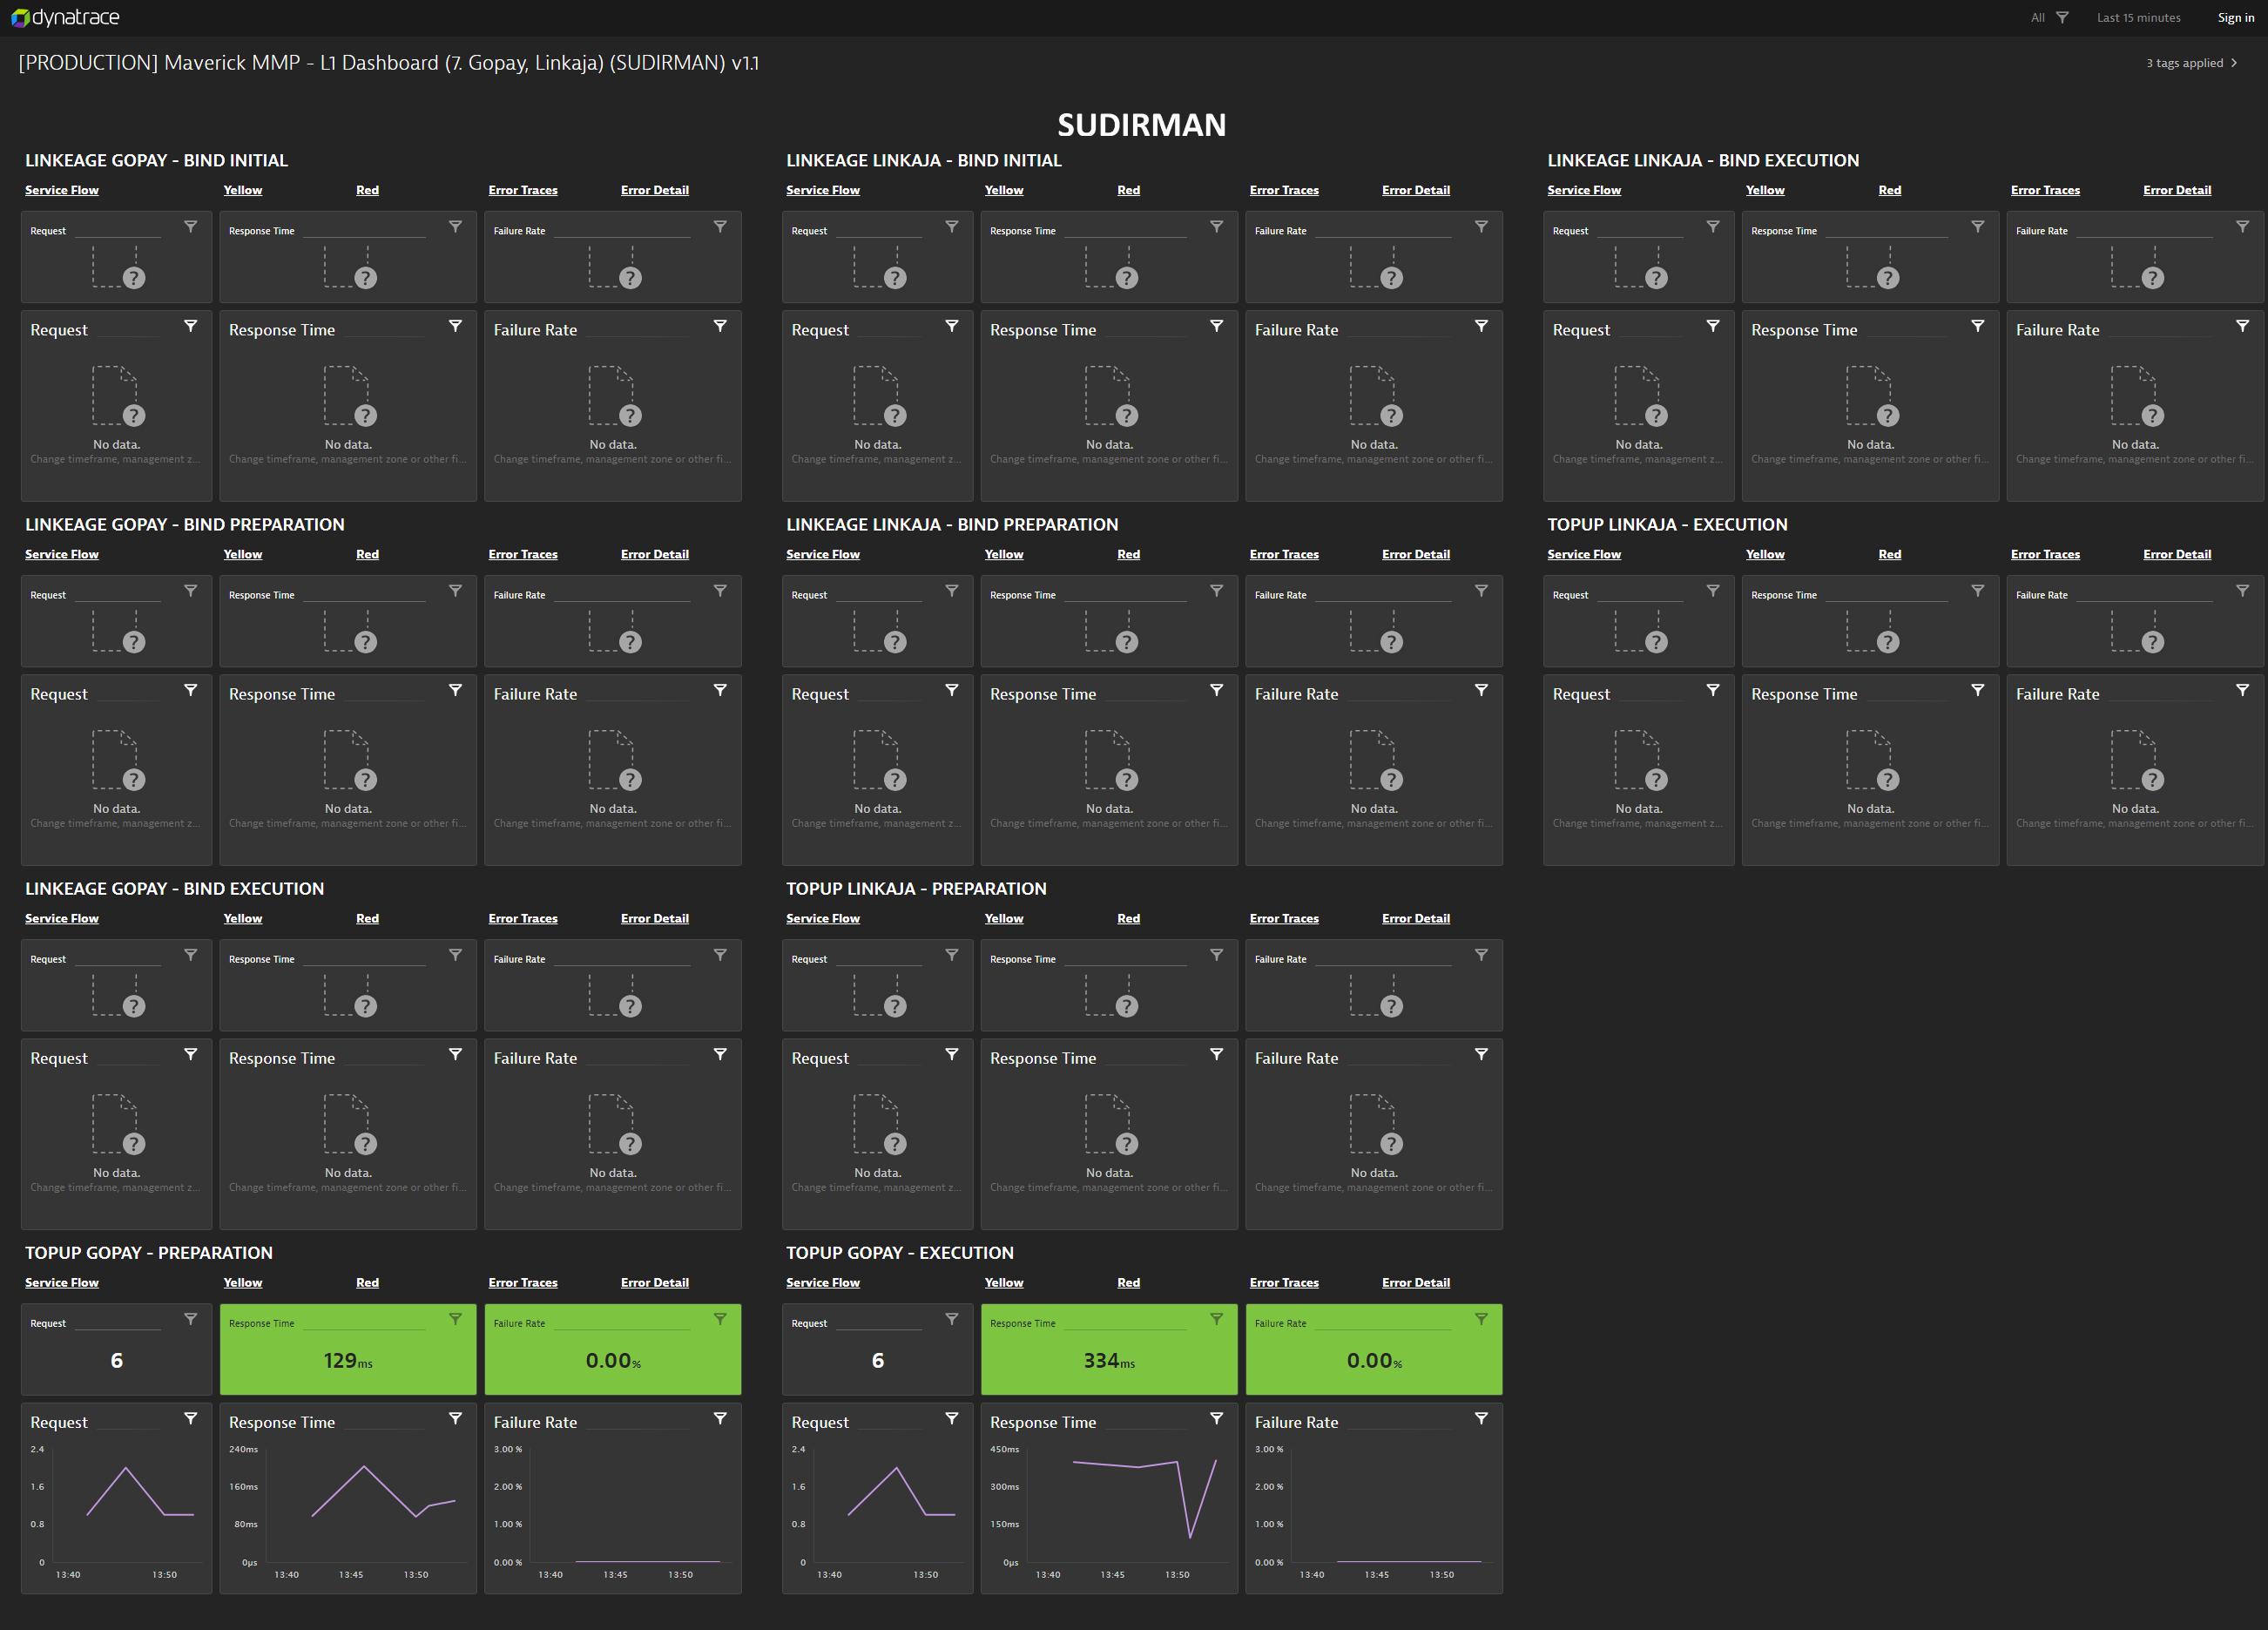 dynatrace
All Last 15 minutes Sign in
[PRODUCTION] Maverick MMP - L1 Dashboard (7. Gopay, Linkaja) (SUDIRMAN) v1.1
3 tags applied
SUDIRMAN
LINKEAGE GOPAY - BIND INITIAL LINKEAGE LINKAJA - BIND INITIAL LINKEAGE LINKAJA - BIND EXECUTION
Service Flow Yellow Red Error Traces Error Detail Service Flow Yellow Red Error Traces Error Detail Service Flow Yellow Red Error Traces Error Detail
Request Response Time Failure Rate Request Response Time Failure Rate Request Response Time Failure Rate
Request Response Time Failure Rate Request Response Time Failure Rate Request Response Time Failure Rate
No data. No data. No data. No data. No data. No data. No data. No data. No data.
Change timeframe, management z... Change timeframe, management zone or other fi... Change timeframe, management zone or other fi... Change timeframe, management z... Change timeframe, management zone or other fi... Change timeframe, management zone or other fi... Change timeframe, management z... Change timeframe, management zone or other fi... Change timeframe, management zone or other fi...
LINKEAGE GOPAY - BIND PREPARATION LINKEAGE LINKAJA - BIND PREPARATION TOPUP LINKAJA - EXECUTION
Service Flow Yellow Red Error Traces Error Detail Service Flow Yellow Red Error Traces Error Detail Service Flow Yellow Red Error Traces Error Detail
Request Response Time Failure Rate Request Response Time Failure Rate Request Response Time Failure Rate
Request Response Time Failure Rate Request Response Time Failure Rate Request Response Time Failure Rate
No data. No data. No data. No data. No data. No data. No data. No data. No data.
Change timeframe, management z... Change timeframe, management zone or other fi... Change timeframe, management zone or other fi... Change timeframe, management z... Change timeframe, management zone or other fi... Change timeframe, management zone or other fi... Change timeframe, management z... Change timeframe, management zone or other fi... Change timeframe, management zone or other fi...
LINKEAGE GOPAY - BIND EXECUTION TOPUP LINKAJA - PREPARATION
Service Flow Yellow Red Error Traces Error Detail Service Flow Yellow Red Error Traces Error Detail
Request Response Time Failure Rate Request Response Time Failure Rate
Request Response Time Failure Rate Request Response Time Failure Rate
No data. No data. No data. No data. No data. No data.
Change timeframe, management z... Change timeframe, management zone or other fi... Change timeframe, management zone or other fi... Change timeframe, management z... Change timeframe, management zone or other fi... Change timeframe, management zone or other fi...
TOPUP GOPAY - PREPARATION TOPUP GOPAY - EXECUTION
Service Flow Yellow Red Error Traces Error Detail Service Flow Yellow Red Error Traces Error Detail
Request Response Time Failure Rate Request Response Time Failure Rate
6 129ms 0.00% 6 334ms 0.00%
Request Response Time Failure Rate Request Response Time Failure Rate
2.4 240ms 3.00 % 2.4 450ms 3.00 %
1.6 160ms 2.00 % 1.6 300ms 2.00 %
0.8 80ms 1.00 % 0.8 150ms 1.00 %
0 0µs 0.00 % 0 0µs 0.00 %
13:40 13:50 13:40 13:45 13:50 13:40 13:45 13:50 13:40 13:50 13:40 13:45 13:50 13:40 13:45 13:50